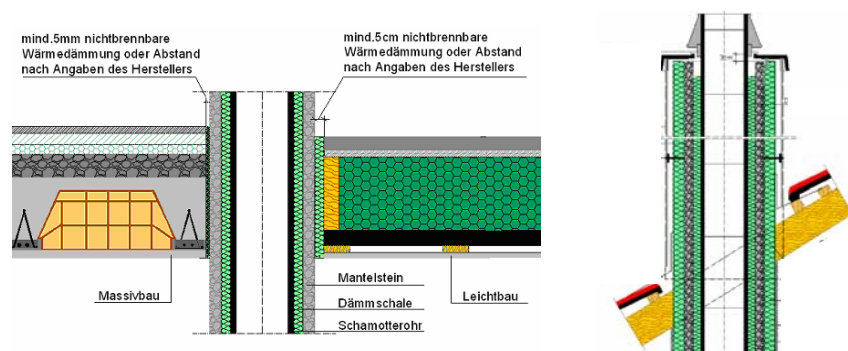 mind.5mm nichtbrennbare
Wärmedämmung oder Abstand
nach Angaben des Herstellers
mind.5cm nichtbrennbare
Wärmedämmung oder Abstand
nach Angaben des Herstellers
Massivbau
Mantelstein
Dämmschale
Schamotterohr
Leichtbau